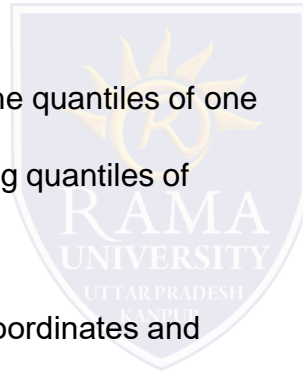 he quantiles of one
g quantiles of
RAMA
UNIVERSITY
UTTAR PRADESH
KANPUR
oordinates and